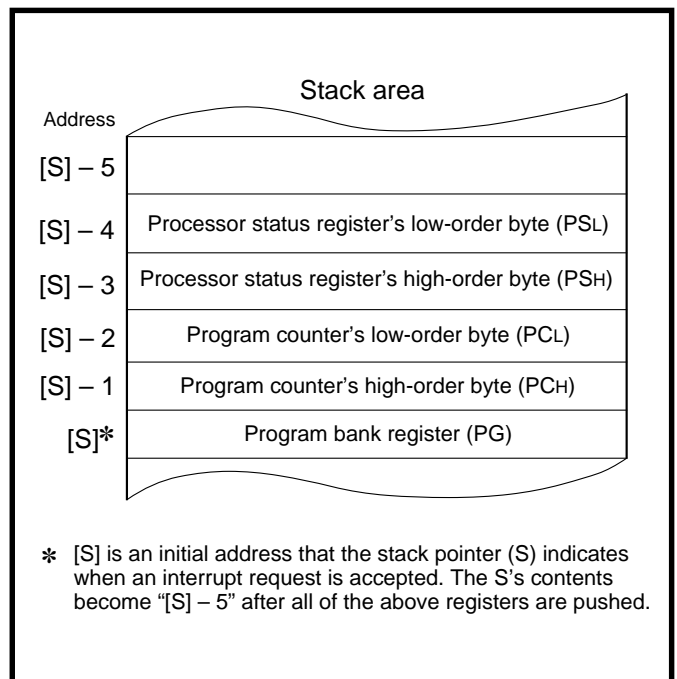 Stack area
Address
[S] – 5
[S] – 4 Processor status register’s low-order byte (PSL)
[S] – 3 Processor status register’s high-order byte (PSH)
[S] – 2 Program counter’s low-order byte (PCL)
[S] – 1 Program counter’s high-order byte (PCH)
[S]* Program bank register (PG)
* [S] is an initial address that the stack pointer (S) indicates
when an interrupt request is accepted. The S’s contents
become “[S] – 5” after all of the above registers are pushed.